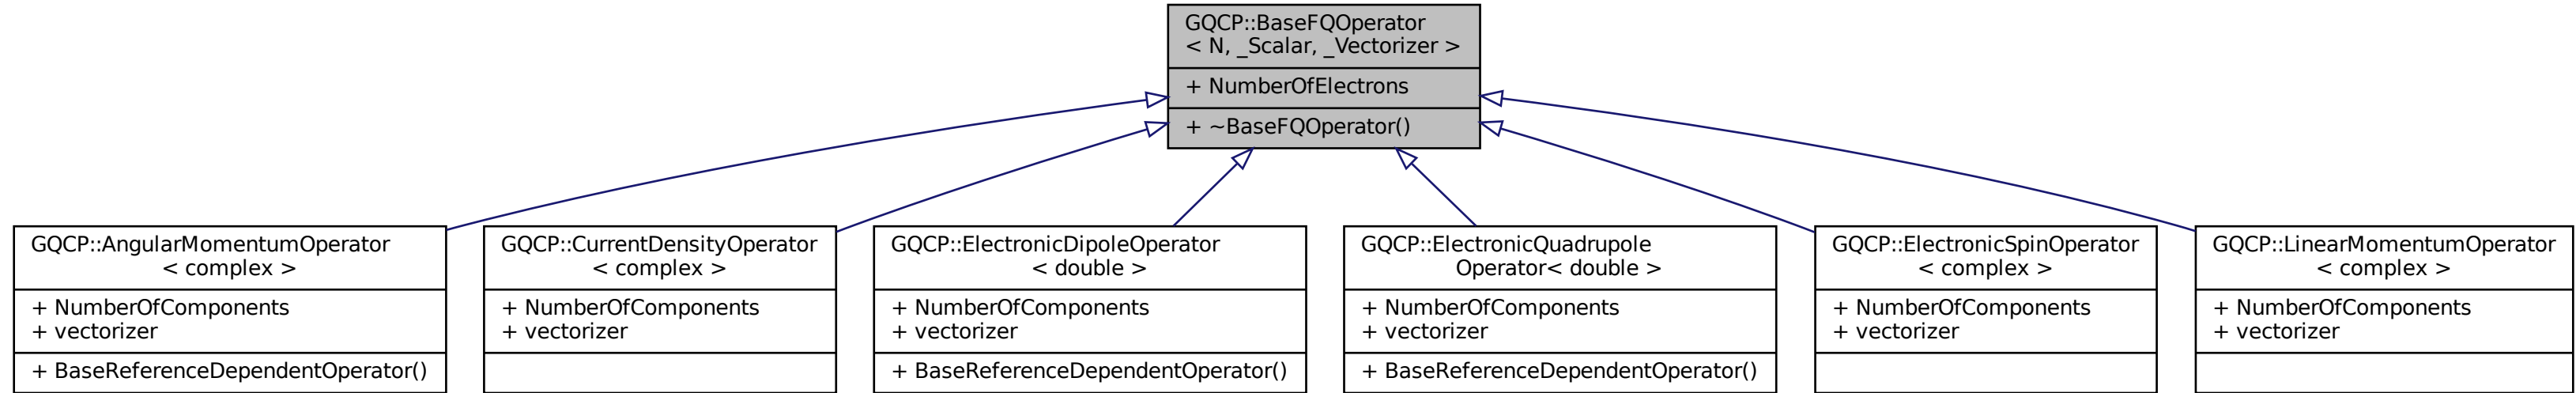 GQCP::BaseFQOperator
< N, _Scalar, _Vectorizer >
+ NumberOfElectrons
+ ~BaseFQOperator()
GQCP::AngularMomentumOperator
< complex >
+ NumberOfComponents
+ vectorizer
+ BaseReferenceDependentOperator()
GQCP::CurrentDensityOperator
< complex >
+ NumberOfComponents
+ vectorizer
GQCP::ElectronicDipoleOperator
< double >
+ NumberOfComponents
+ vectorizer
+ BaseReferenceDependentOperator()
GQCP::ElectronicQuadrupole
Operator< double >
+ NumberOfComponents
+ vectorizer
+ BaseReferenceDependentOperator()
GQCP::ElectronicSpinOperator
< complex >
+ NumberOfComponents
+ vectorizer
GQCP::LinearMomentumOperator
< complex >
+ NumberOfComponents
+ vectorizer